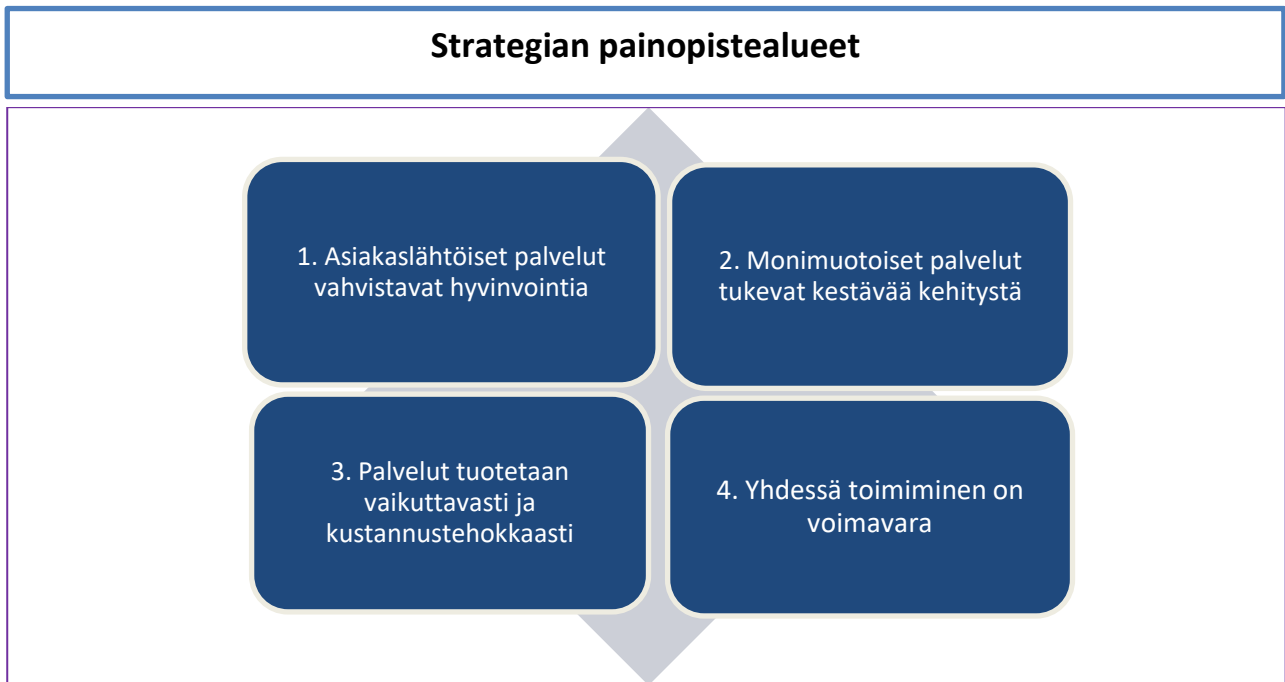 Strategian painopistealueet
1. Asiakaslähtöiset palvelut
vahvistavat hyvinvointia
2. Monimuotoiset palvelut
tukevat kestävää kehitystä
3. Palvelut tuotetaan
vaikuttavasti ja
kustannustehokkaasti
4. Yhdessä toimiminen on
voimavara